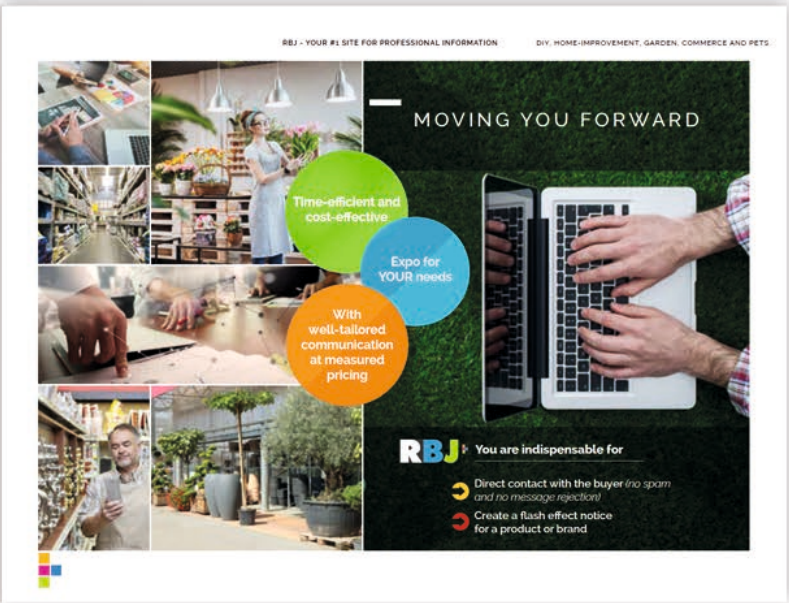 RBJ - YOUR #1 SITE FOR PROFESSIONAL INFORMATION
DIY, HOME-IMPROVEMENT, GARDEN, COMMERCE AND PETS.
MOVING YOU FORWARD
Time-efficient and
cost-effective
Expo for
YOUR needs
With
well-tailored
communication
at measured
pricing
RBJ
You are indispensable for
Direct contact with the buyer (no spam
and no message rejection)
Create a flash effect notice
for a product or brand